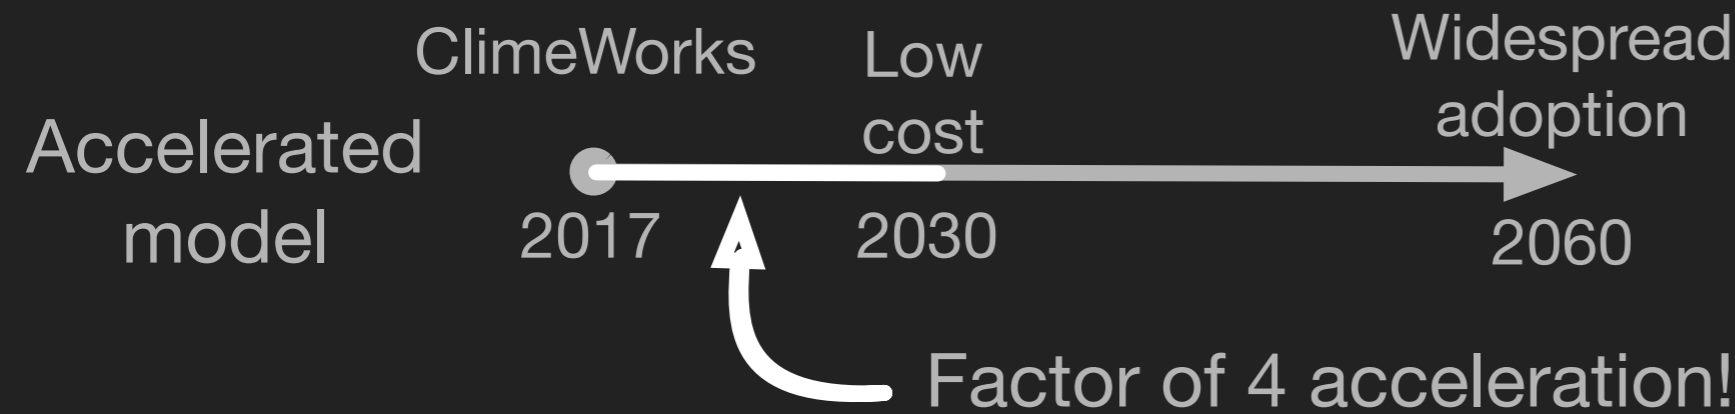 ClimeWorks
Low
cost
Widespread
adoption
Accelerated
model
2017
2030
2060
Factor of 4 acceleration!